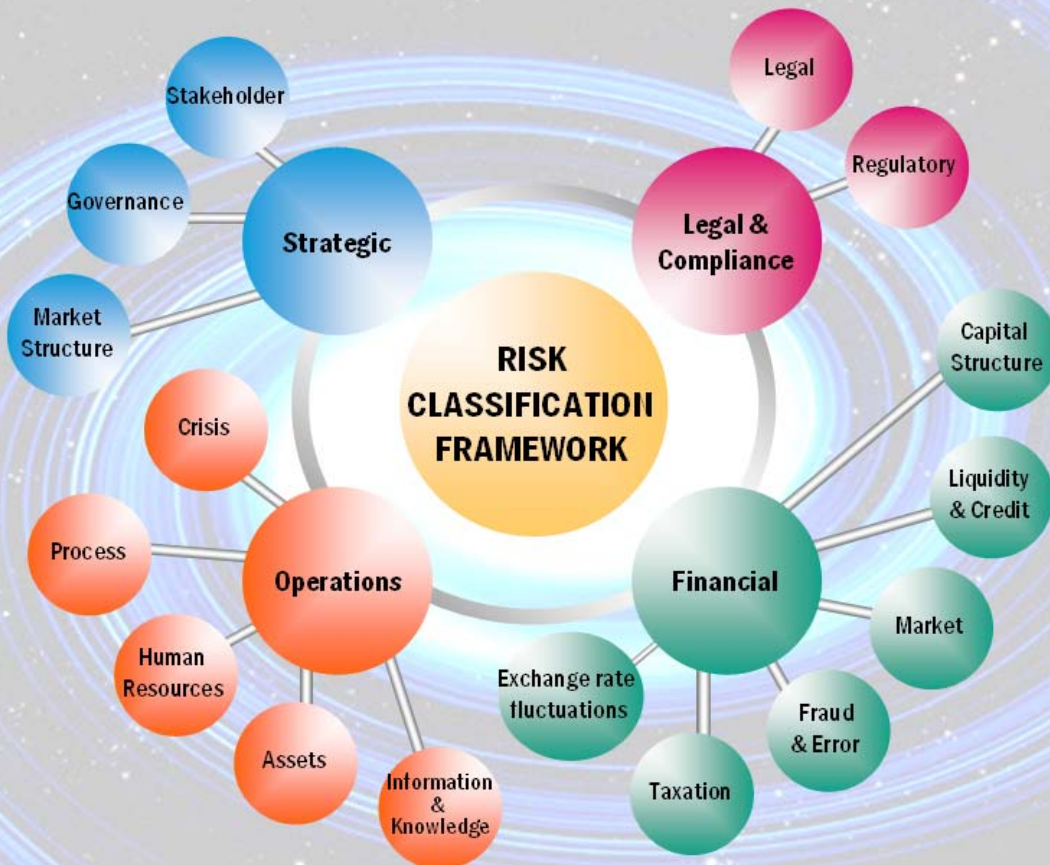 Stakeholder
Governance
Market
Structure
Strategic
Legal
Regulatory
Legal &
Compliance
RISK
CLASSIFICATION
FRAMEWORK
Crisis
Process
Human
Resources
Assets
Information
&
Knowledge
Operations
Capital
Structure
Liquidity
& Credit
Market
Fraud
& Error
Taxation
Exchange rate
fluctuations
Financial